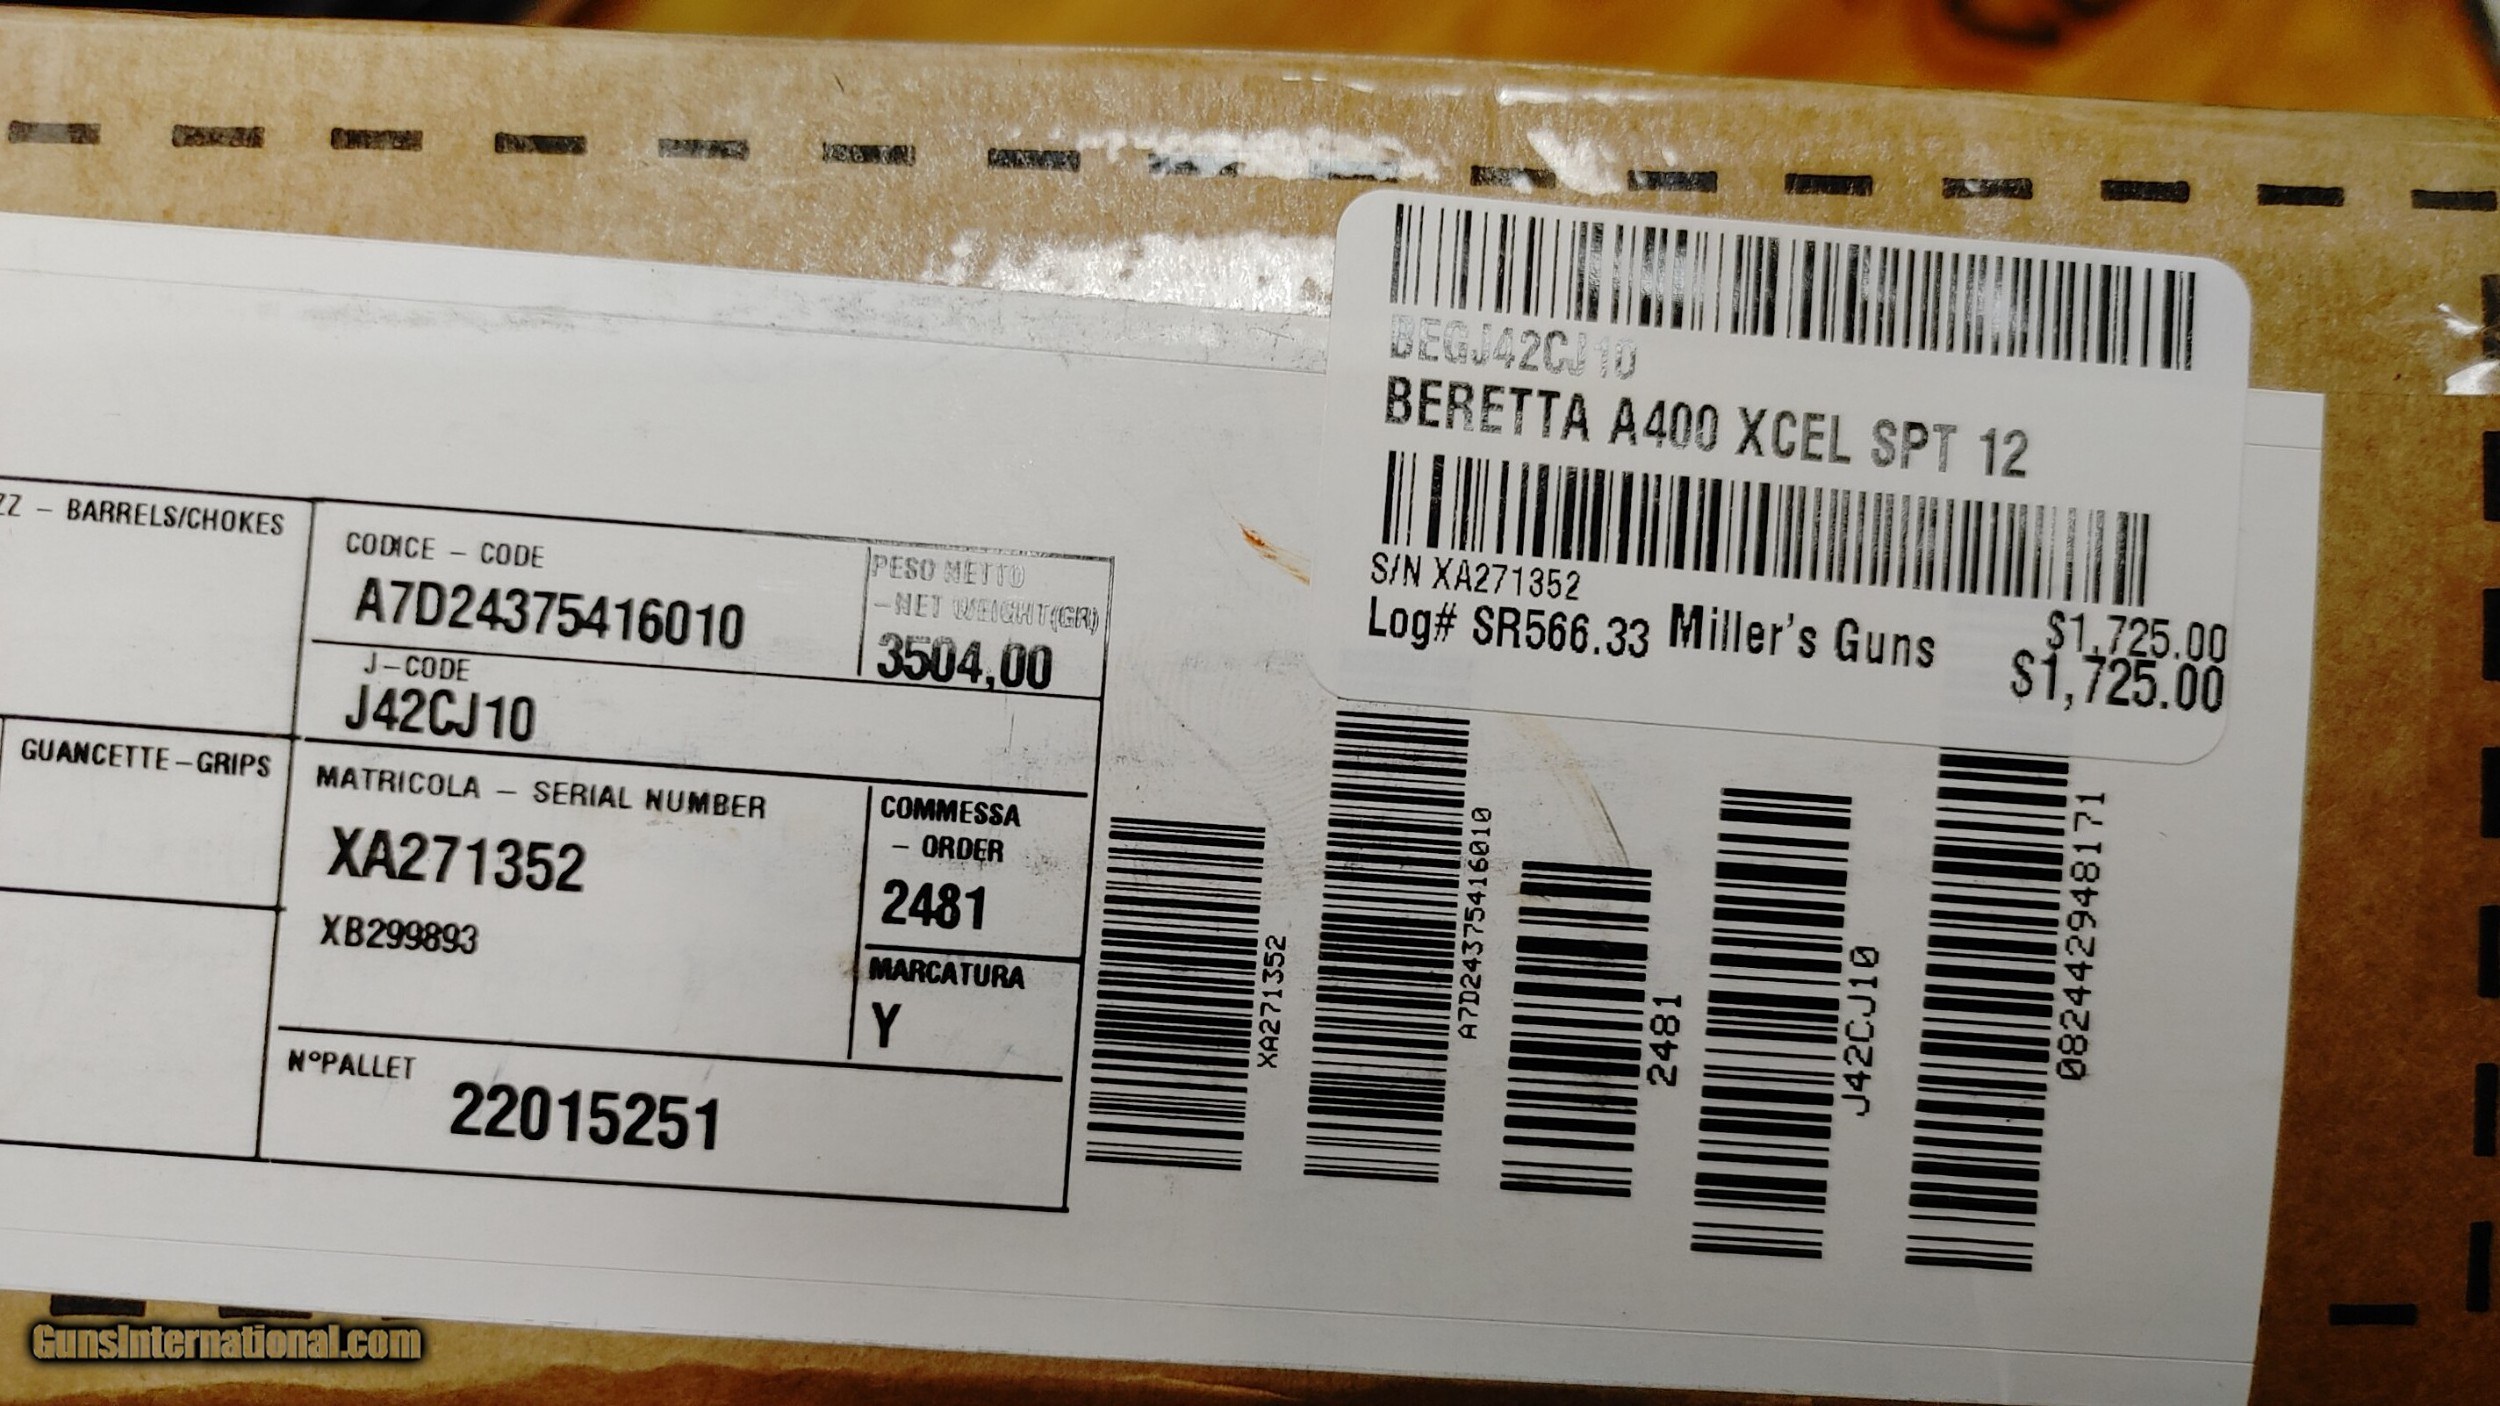 BEGJ42CJ10
BERETTA A400 XCEL SPT 12
S/N XA271352
Log# SR566.33 Miller's Guns
$1,725.00
$1,725.00
ZZ – BARRELS/CHOKES
CODICE – CODE
A7D24375416010
PESO NETTO
–NET WEIGHT(GR)
3504,00
J–CODE
J42CJ10
GUANCETTE–GRIPS
MATRICOLA – SERIAL NUMBER
XA271352
XB299893
COMMESSA
– ORDER
2481
MARCATURA
Y
N°PALLET
22015251
XA271352
A7D24375416010
2481
J42CJ10
082442948171
GunsInternational.com